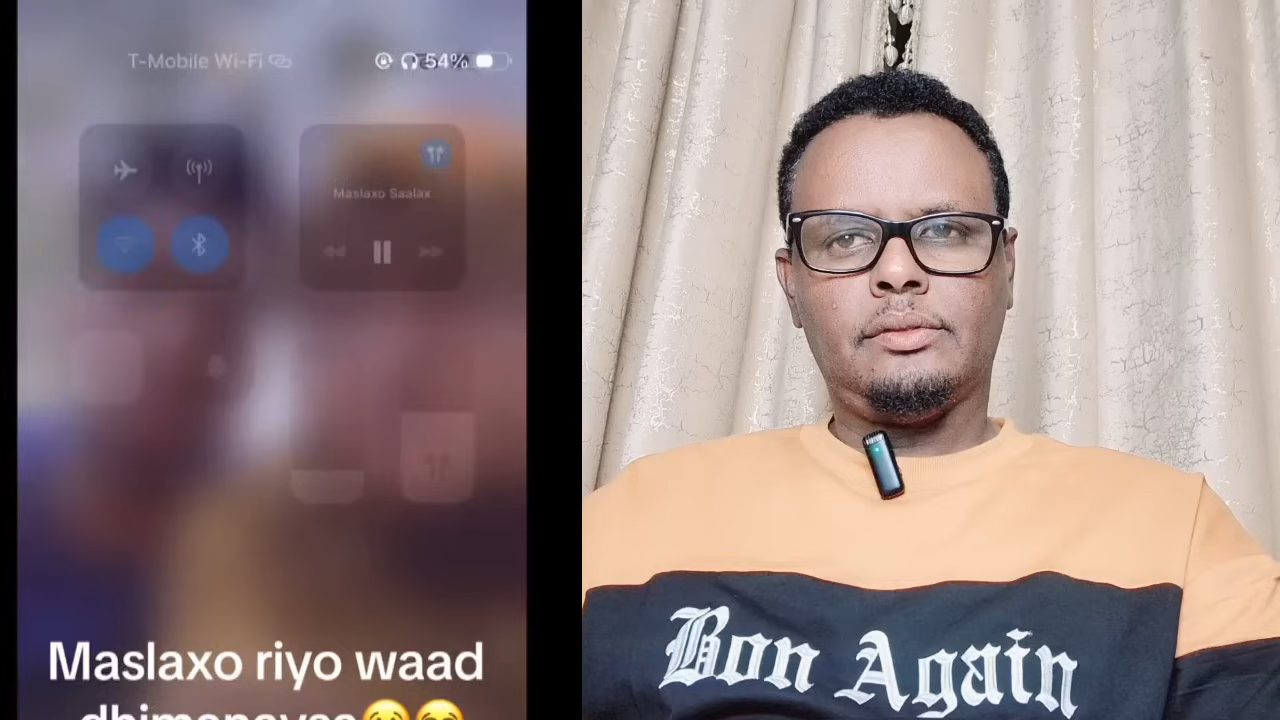 T-Mobile Wi-Fi
54%
Maslaxo Saalax
Maslaxo riyo waad
Bon Again